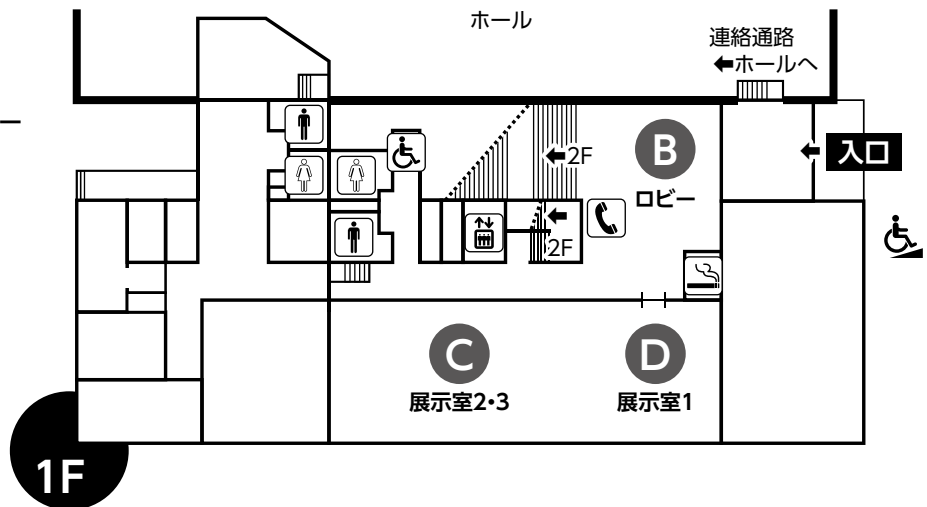 ホール
連絡通路
←ホールへ
←2F
B
ロビー
←入口
←
2F
C
展示室2・3
D
展示室1
1F